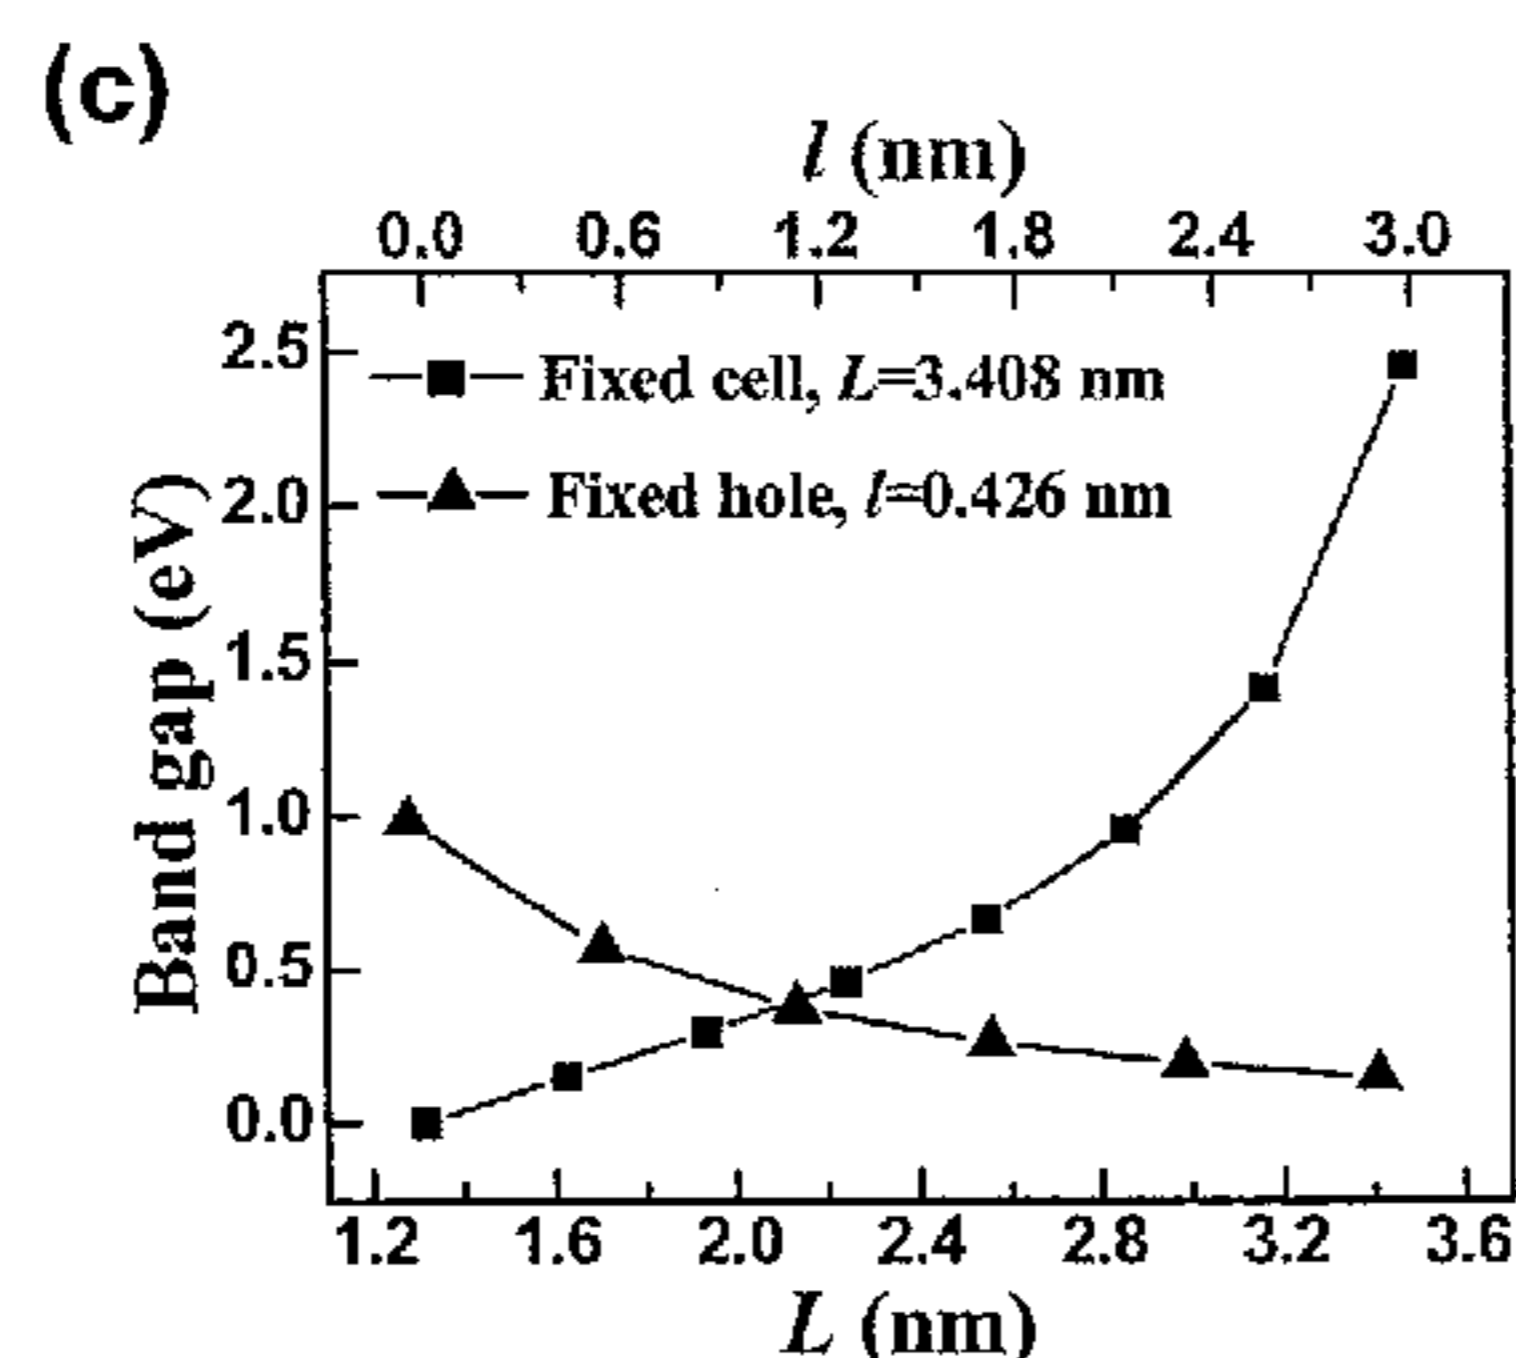 (c)
l (nm)
0.0 0.6 1.2 1.8 2.4 3.0
2.5
Fixed cell, L=3.408 nm
2.0
Fixed hole, l=0.426 nm
Band gap (eV)
1.5
1.0
0.5
0.0
1.2 1.6 2.0 2.4 2.8 3.2 3.6
L (nm)